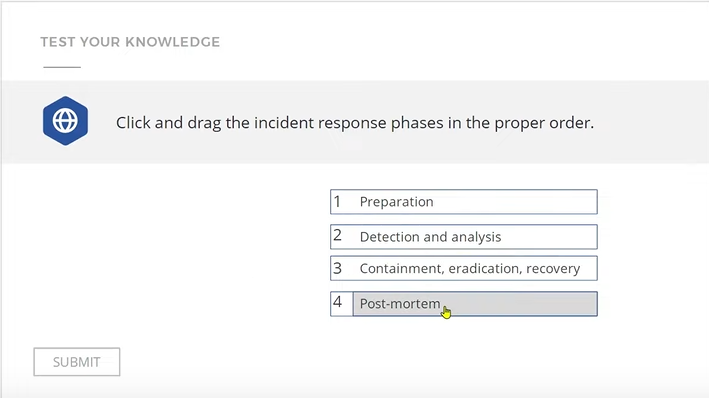 TEST YOUR KNOWLEDGE
Click and drag the incident response phases in the proper order.
1 Preparation
2 Detection and analysis
3 Containment, eradication, recovery
4 Post-mortem
SUBMIT